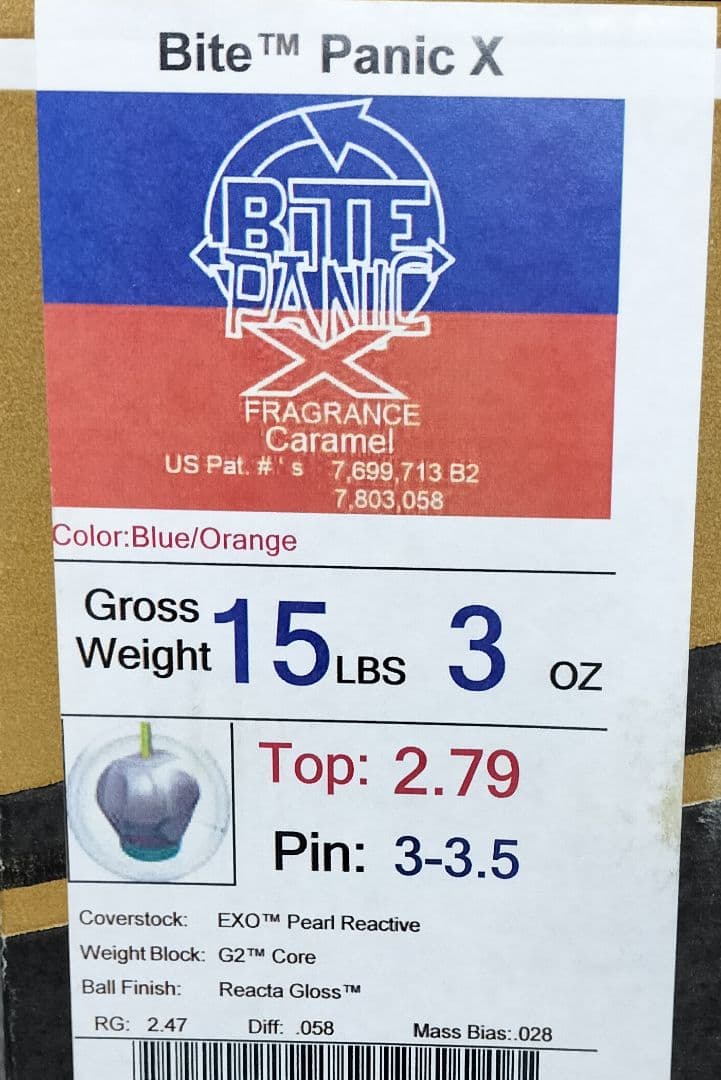 Bite™ Panic X
BiTE
PANIC
X
FRAGRANCE
Caramel
US Pat. #'s 7,699,713 B2
7,803,058
Color:Blue/Orange
Gross Weight 15 LBS 3 OZ
Top: 2.79
Pin: 3-3.5
Coverstock: EXO™ Pearl Reactive
Weight Block: G2™ Core
Ball Finish: Reacta Gloss™
RG: 2.47 Diff: .058 Mass Bias:.028